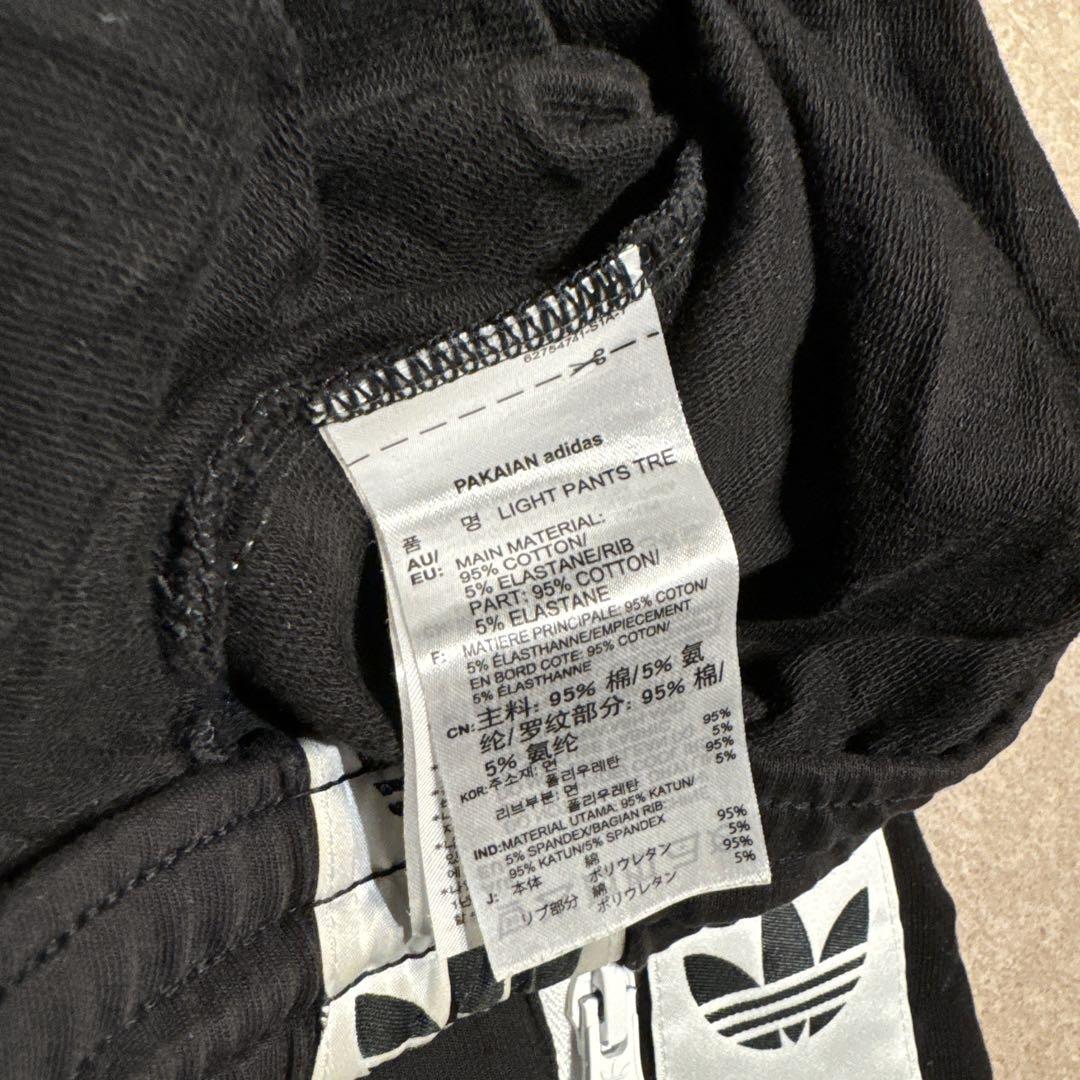 62754741-S1A-1
PAKAIAN adidas
품 명 LIGHT PANTS TRE
AU/ EU: MAIN MATERIAL:
95% COTTON/
5% ELASTANE/RIB
PART: 95% COTTON/
5% ELASTANE
F: MATIERE PRINCIPALE: 95% COTON/
5% ÉLASTHANNE/EMPIECEMENT
EN BORD COTE: 95% COTON/
5% ÉLASTHANNE
CN: 主料: 95% 棉/5% 氨
纶/罗纹部分: 95% 棉/
5% 氨纶
KOR: 주소재: 면 95%
폴리우레탄 5%
리브부분: 면 95%
폴리우레탄 5%
IND: MATERIAL UTAMA: 95% KATUN/
5% SPANDEX/BAGIAN RIB
95% KATUN/5% SPANDEX
J: 本体 綿 95%
ポリウレタン 5%
リブ部分 綿 95%
ポリウレタン 5%